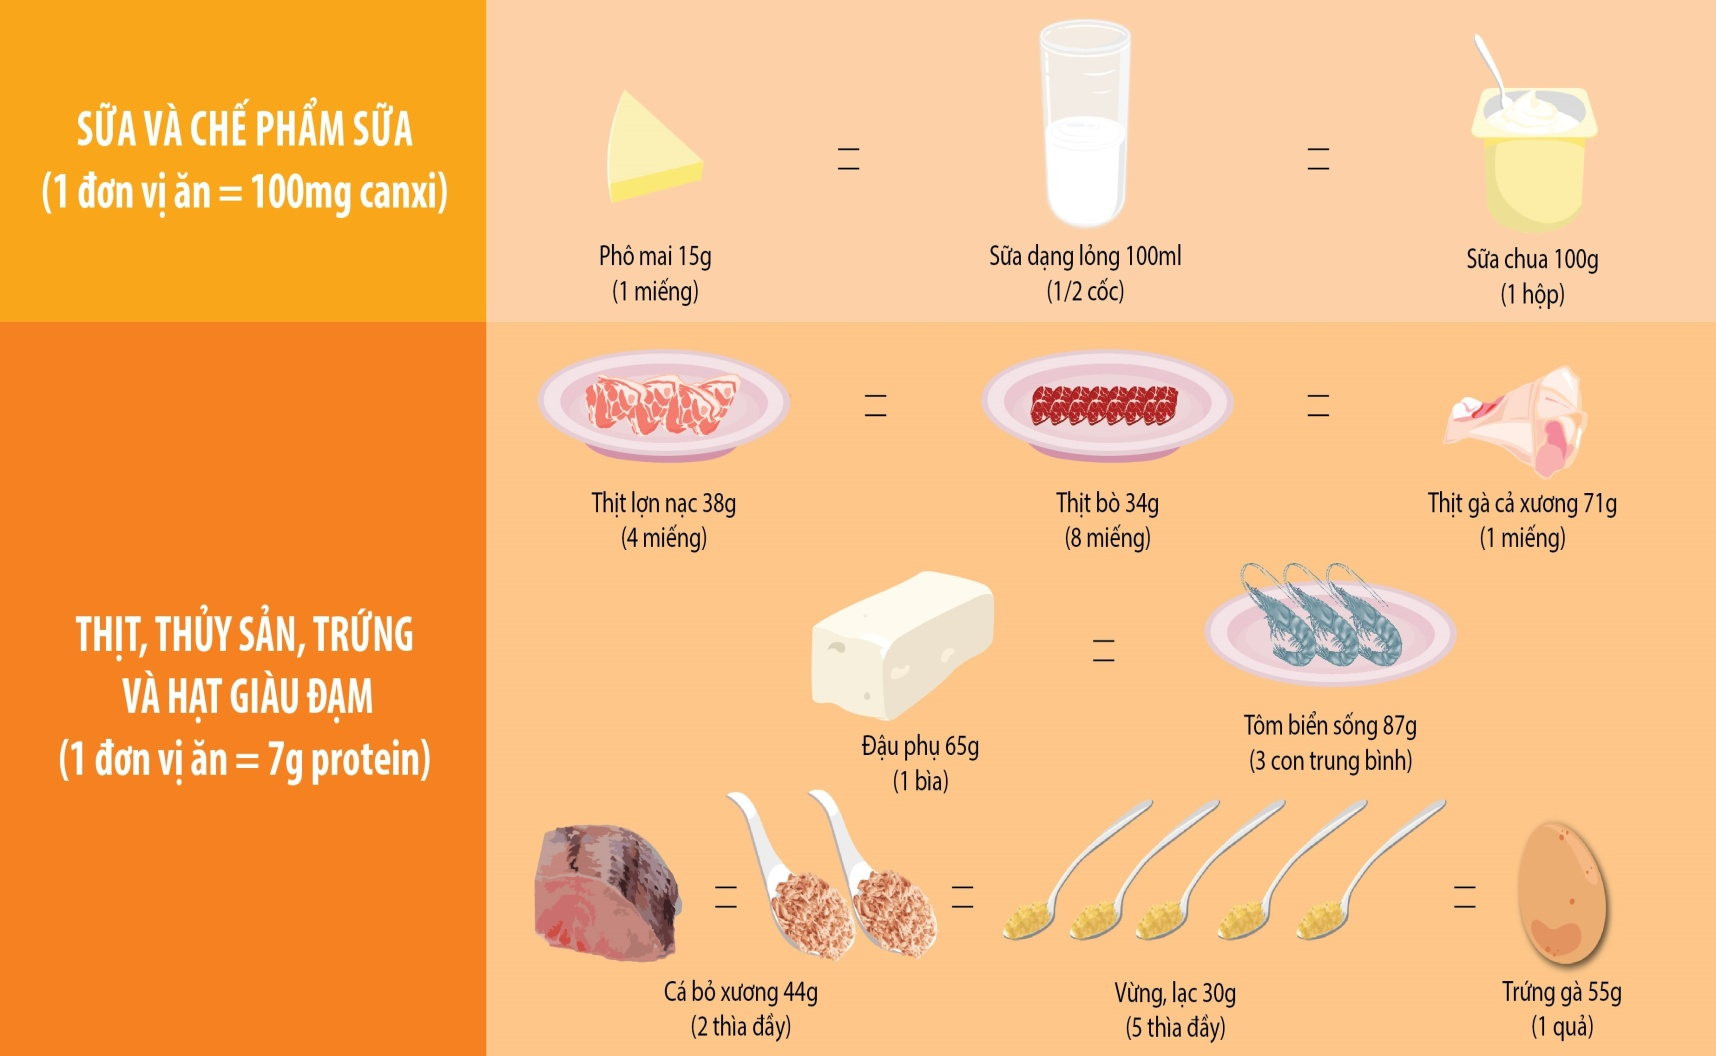 SỮA VÀ CHẾ PHẨM SỮA
(1 đơn vị ăn = 100mg canxi)
Phô mai 15g
(1 miếng)
=
Sữa dạng lỏng 100ml
(1/2 cốc)
=
Sữa chua 100g
(1 hộp)
THỊT, THỦY SẢN, TRỨNG
VÀ HẠT GIÀU ĐẠM
(1 đơn vị ăn = 7g protein)
Thịt lợn nạc 38g
(4 miếng)
=
Thịt bò 34g
(8 miếng)
=
Thịt gà cả xương 71g
(1 miếng)
Đậu phụ 65g
(1 bìa)
=
Tôm biển sống 87g
(3 con trung bình)
=
Cá bỏ xương 44g
(2 thìa đầy)
=
Vừng, lạc 30g
(5 thìa đầy)
=
Trứng gà 55g
(1 quả)